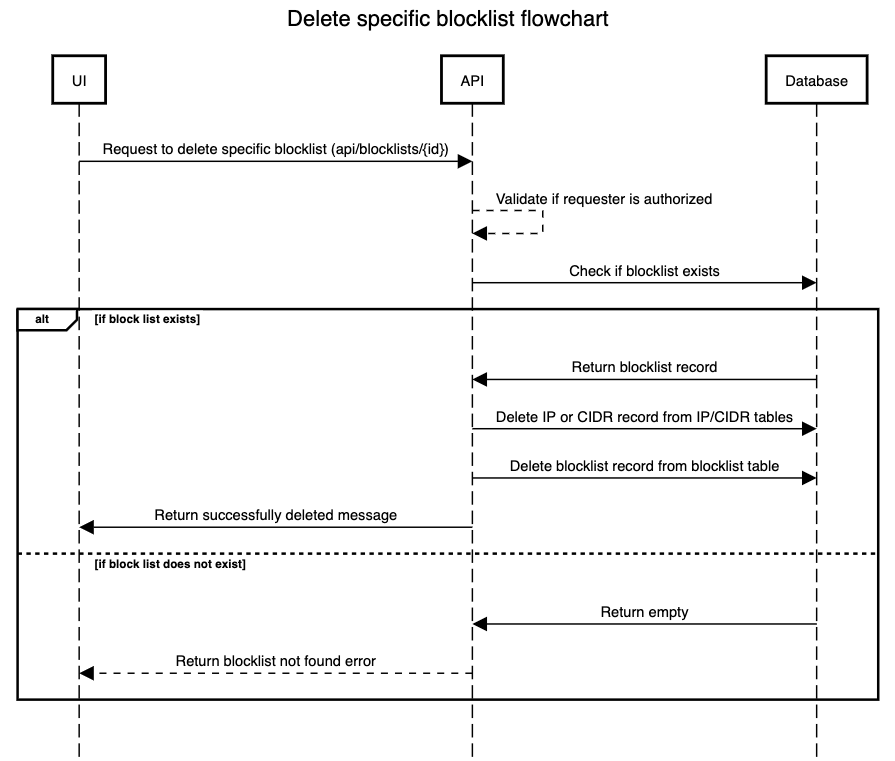 Delete specific blocklist flowchart
UI
API
Database
Request to delete specific blocklist (api/blocklists/{id})
Validate if requester is authorized
Check if blocklist exists
alt
[if block list exists]
Return blocklist record
Delete IP or CIDR record from IP/CIDR tables
Delete blocklist record from blocklist table
Return successfully deleted message
[if block list does not exist]
Return empty
Return blocklist not found error